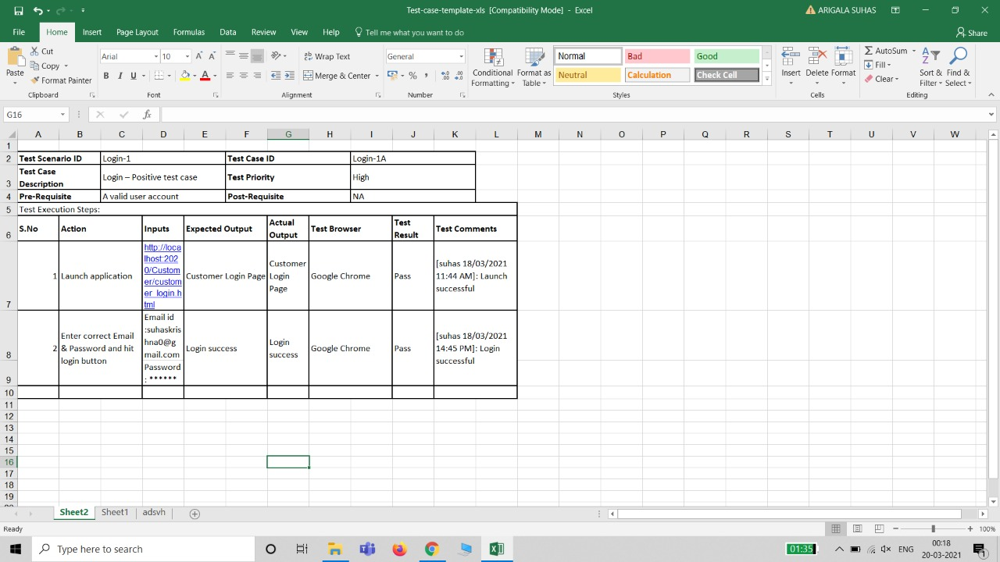 Test-case-template-xls [Compatibility Mode] - Excel
ARIGALA SUHAS
File Home Insert Page Layout Formulas Data Review View Help Tell me what you want to do Share
Paste
Cut
Copy
Format Painter
Clipboard
Arial 10 A A
B I U A
Font
Wrap Text
Merge & Center
Alignment
General
% ,
Number
Conditional Formatting
Format as Table
Normal Bad Good
Neutral Calculation Check Cell
Styles
Insert Delete Format
Cells
AutoSum
Fill
Clear
Sort & Filter
Find & Select
Editing
G16 fx
A B C D E F G H I J K L M N O P Q R S T U V W
1
2 Test Scenario ID Login-1 Test Case ID Login-1A
3 Test Case Description Login – Positive test case Test Priority High
4 Pre-Requisite A valid user account Post-Requisite NA
5 Test Execution Steps:
6 S.No Action Inputs Expected Output Actual Output Test Browser Test Result Test Comments
7 1 Launch application http://localhost:2020/Customer/customer_login.html Customer Login Page Customer Login Page Google Chrome Pass [suhas 18/03/2021 11:44 AM]: Launch successful
8 2 Enter correct Email & Password and hit login button Email id :suhaskrishna0@gmail.com Login success Login success Google Chrome Pass [suhas 18/03/2021 14:45 PM]: Login successful
9 Password : ******
10
11
12
13
14
15
16
17
18
19
Sheet2 Sheet1 adsvh
Ready 100%
Type here to search
01:35
ENG
00:18
20-03-2021
1